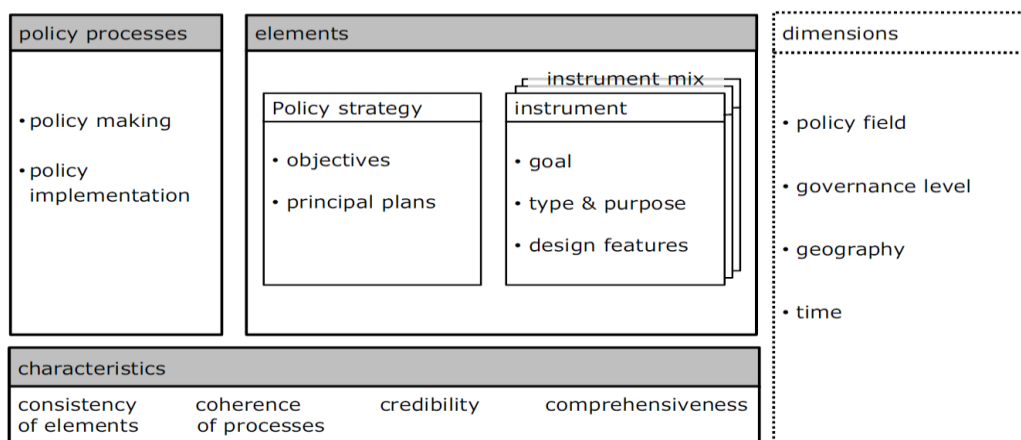 policy processes
• policy making
• policy
implementation
elements
Policy strategy
• objectives
• principal plans
instrument mix
instrument
• goal
• type & purpose
• design features
dimensions
• policy field
• governance level
• geography
• time
characteristics
consistency
of elements
coherence
of processes
credibility
comprehensiveness